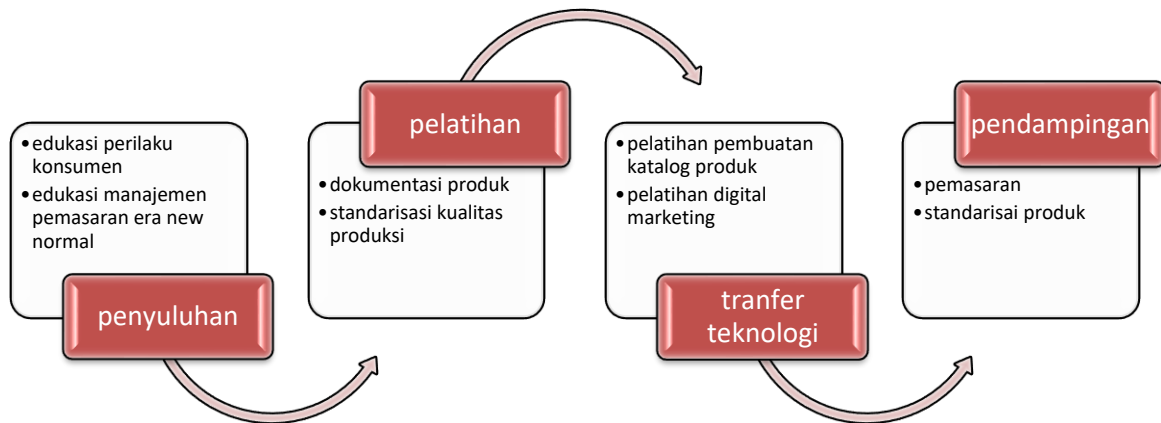 • edukasi perilaku
konsumen
• edukasi manajemen
pemasaran era new
normal
penyuluhan
pelatihan
• dokumentasi produk
• standarisasi kualitas
produksi
• pelatihan pembuatan
katalog produk
• pelatihan digital
marketing
tranfer
teknologi
pendampingan
• pemasaran
• standarisai produk